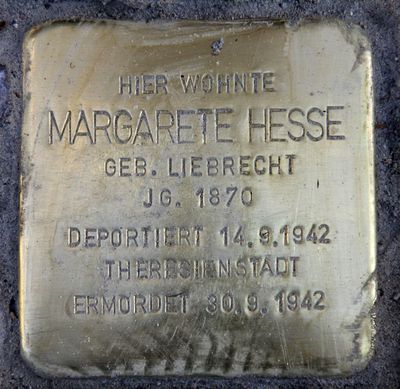 HIER WOHNTE
MARGARETE HESSE
GEB. LIEBRECHT
JG. 1870
DEPORTIERT 14.9.1942
THERESIENSTADT
ERMORDET 30.9.1942